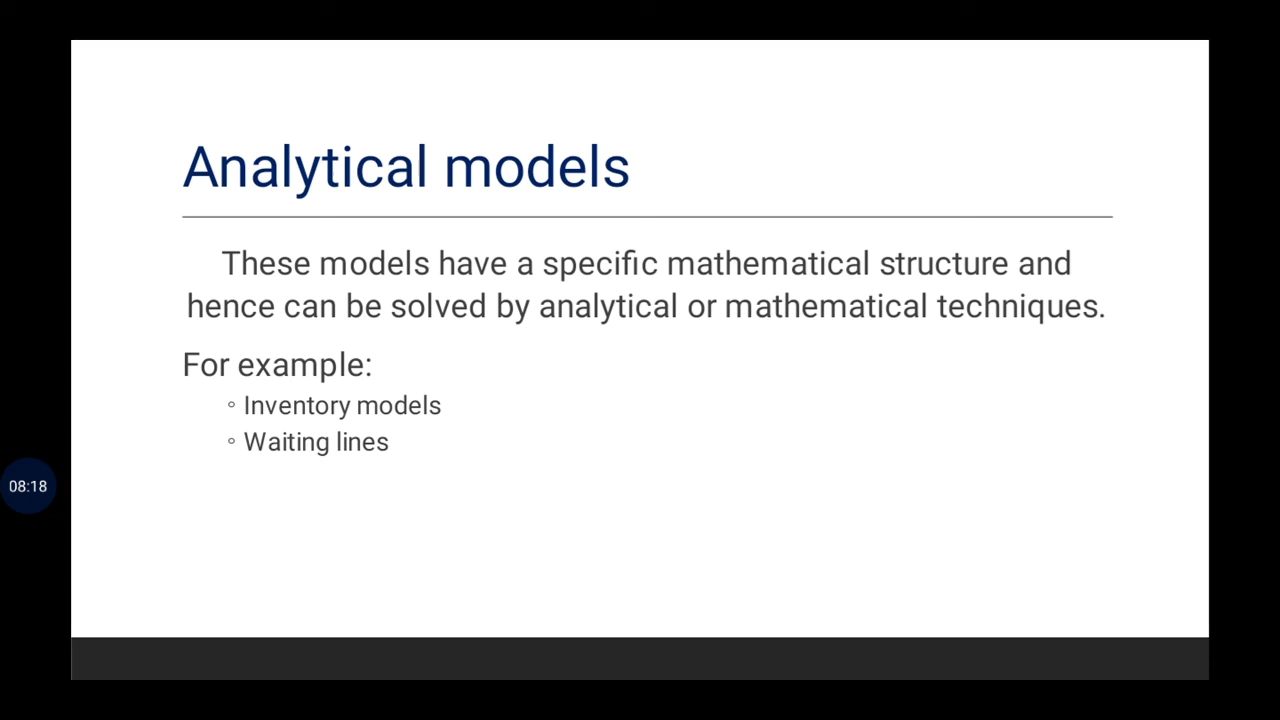 Analytical models
These models have a specific mathematical structure and
hence can be solved by analytical or mathematical techniques.
For example:
◦ Inventory models
◦ Waiting lines
08:18